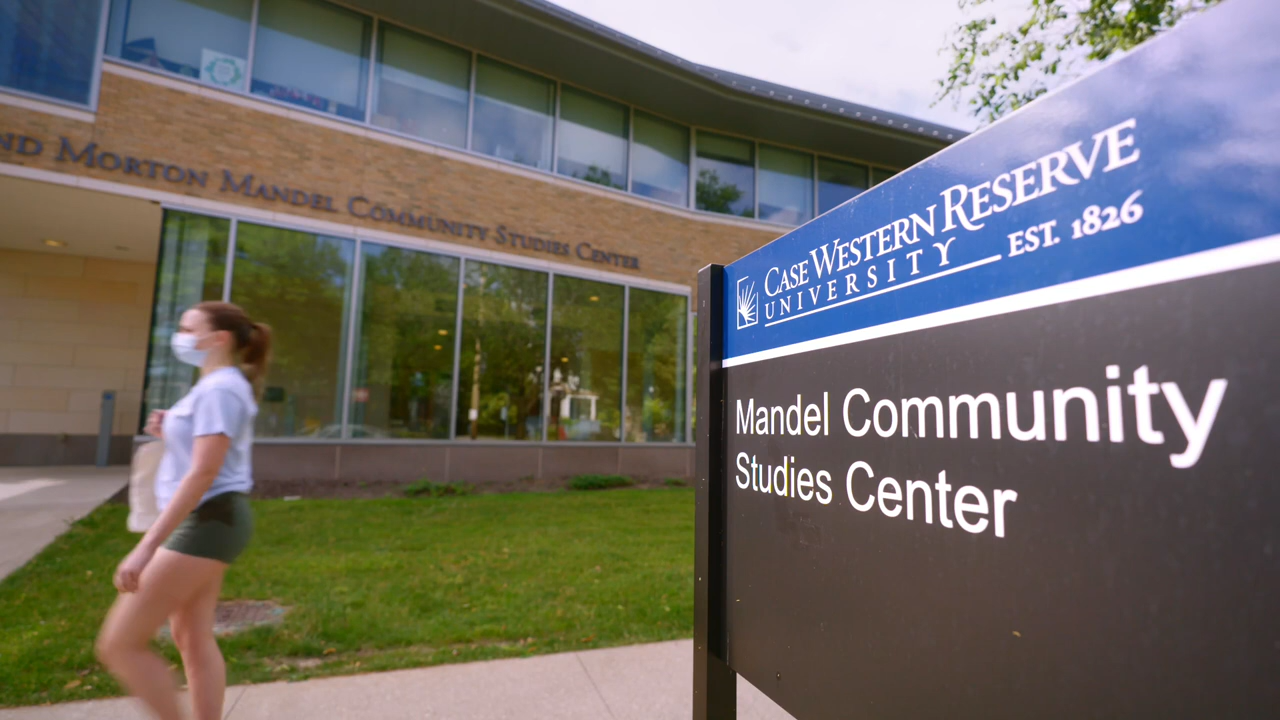 ND MORTON MANDEL COMMUNITY STUDIES CENTER
CASE WESTERN RESERVE
UNIVERSITY EST. 1826
Mandel Community
Studies Center